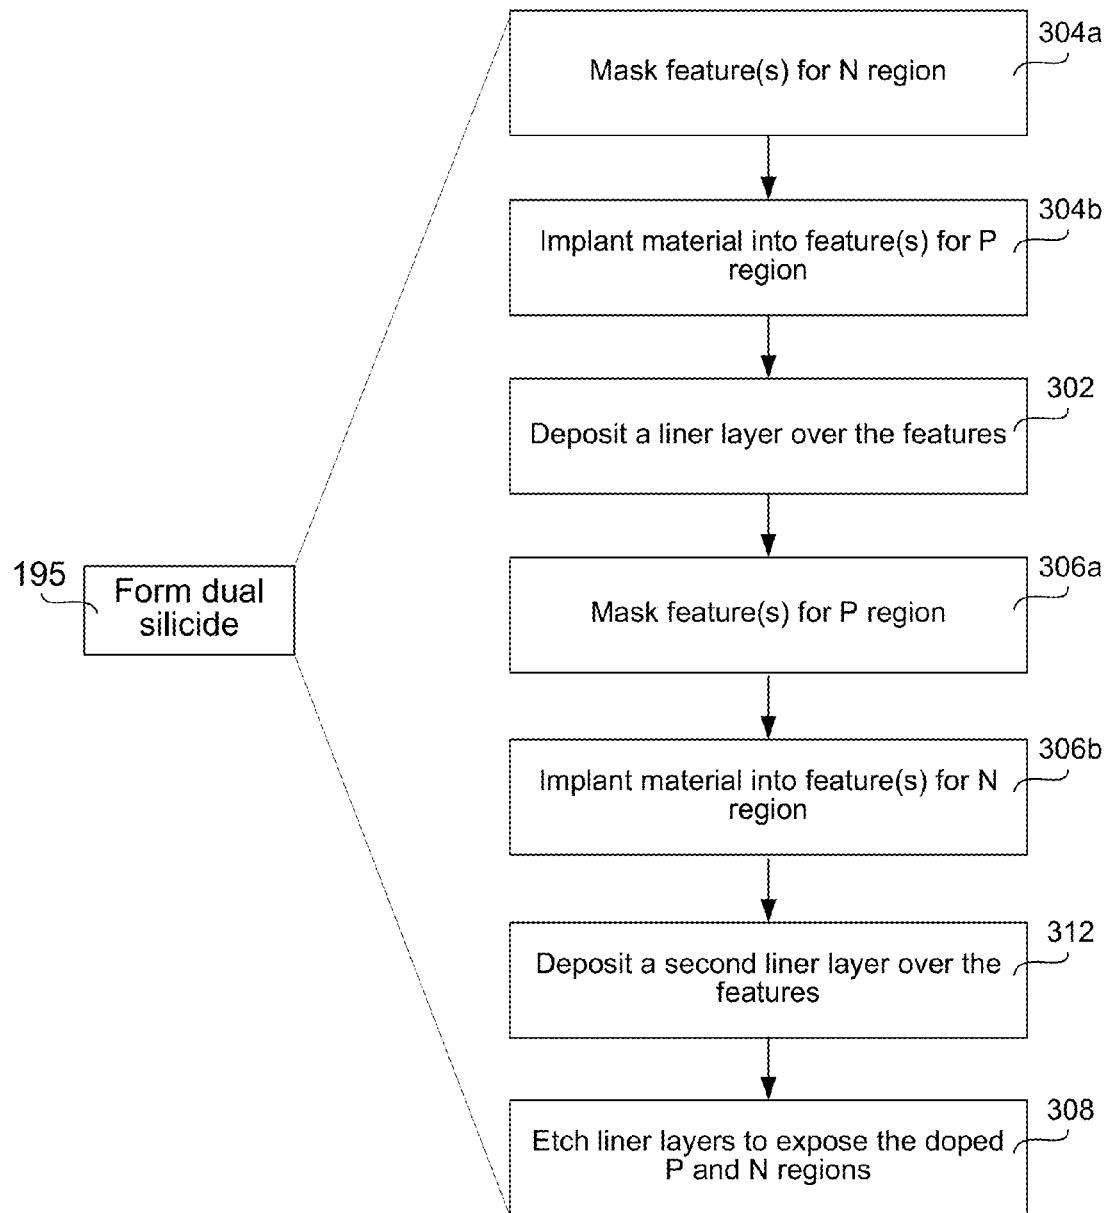 304a
Mask feature(s) for N region
304b
Implant material into feature(s) for P
region
302
Deposit a liner layer over the features
306a
Mask feature(s) for P region
195
Form dual
silicide
306b
Implant material into feature(s) for N
region
312
Deposit a second liner layer over the
features
308
Etch liner layers to expose the doped
P and N regions